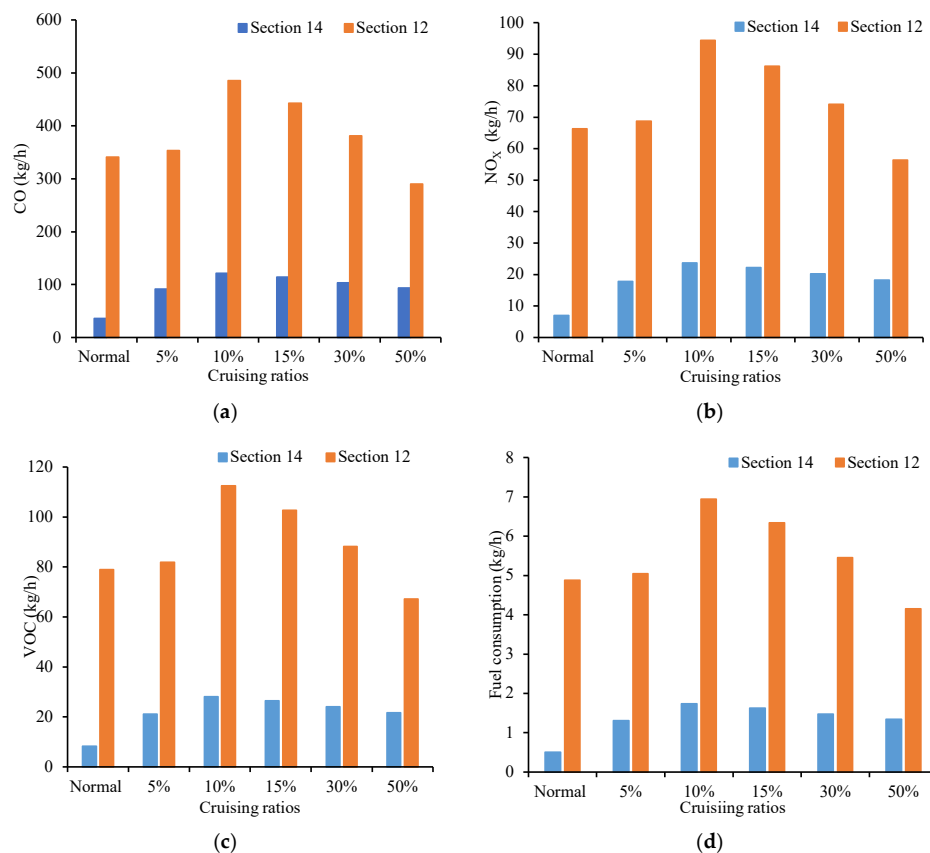 Section 14 Section 12
600
500
400
300
200
100
0
CO (kg/h)
Normal 5% 10% 15% 30% 50%
Cruising ratios
(a)
Section 14 Section 12
100
90
80
70
60
50
40
30
20
10
0
NOX (kg/h)
Normal 5% 10% 15% 30% 50%
Cruising ratios
(b)
Section 14 Section 12
120
100
80
60
40
20
0
VOC (kg/h)
Normal 5% 10% 15% 30% 50%
Cruising ratios
(c)
Section 14 Section 12
8
7
6
5
4
3
2
1
0
Fuel consumption (kg/h)
Normal 5% 10% 15% 30% 50%
Cruisiing ratios
(d)